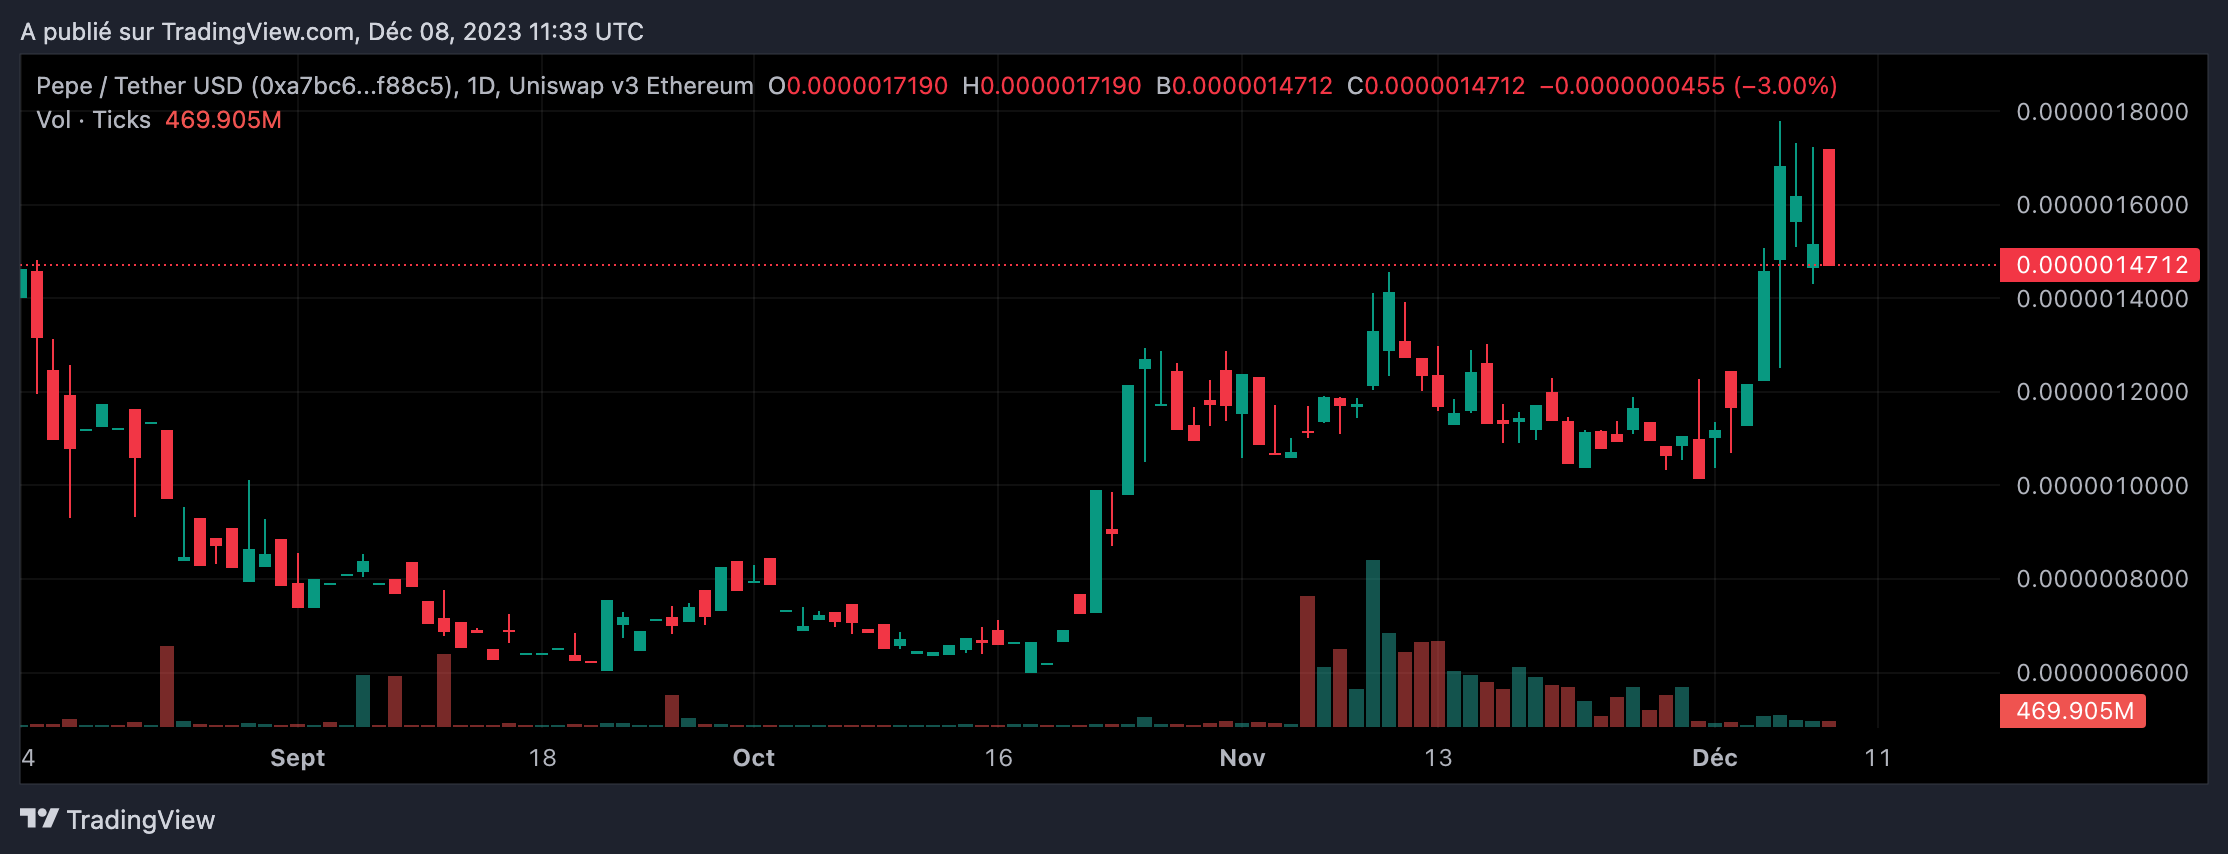 A publié sur TradingView.com, Déc 08, 2023 11:33 UTC
Pepe / Tether USD (0xa7bc6...f88c5), 1D, Uniswap v3 Ethereum O0.0000017190 H0.0000017190 B0.0000014712 C0.0000014712 −0.0000000455 (−3.00%)
Vol · Ticks 469.905M
0.0000018000
0.0000016000
0.0000014712
0.0000014000
0.0000012000
0.0000010000
0.0000008000
0.0000006000
469.905M
4 Sept 18 Oct 16 Nov 13 Déc 11
TradingView